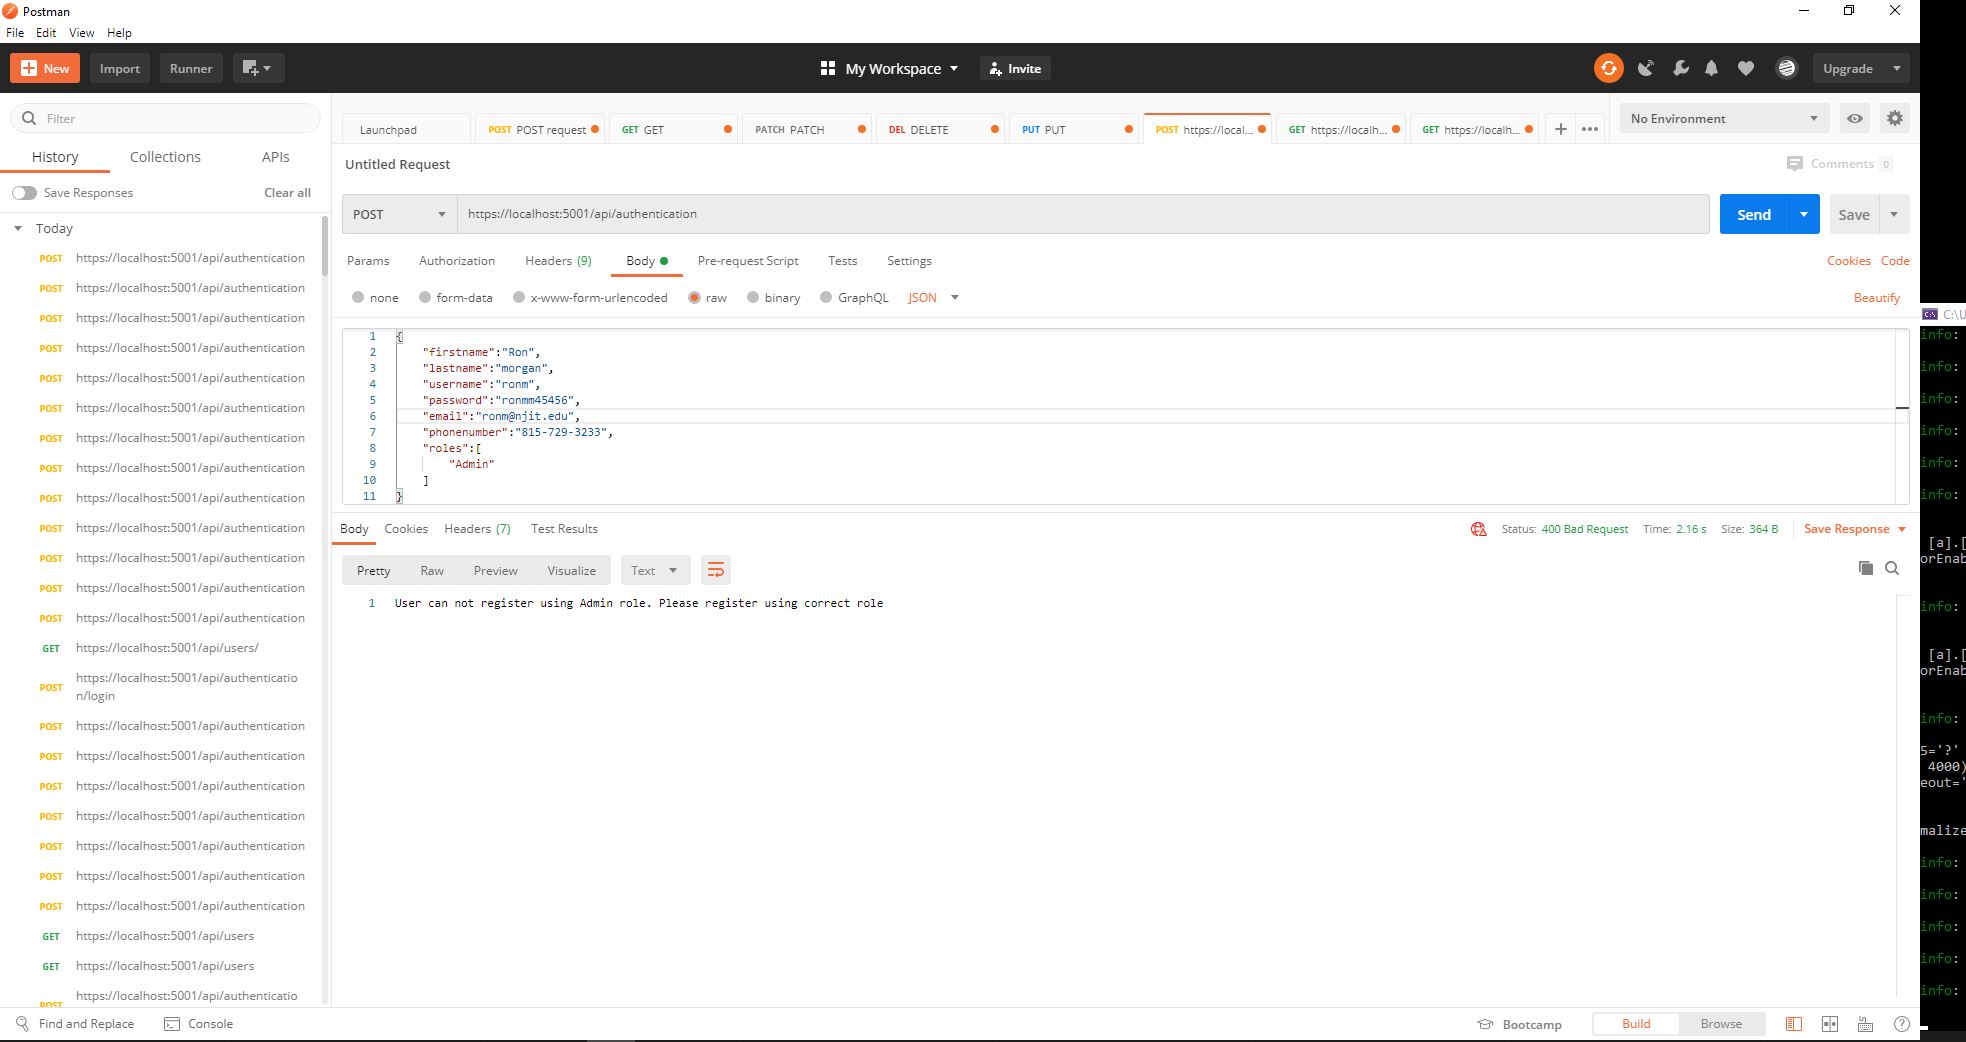 Postman
File Edit View Help
New Import Runner My Workspace Invite Upgrade
Filter
History Collections APIs
Save Responses Clear all
Today
POST https://localhost:5001/api/authentication
POST https://localhost:5001/api/authentication
POST https://localhost:5001/api/authentication
POST https://localhost:5001/api/authentication
POST https://localhost:5001/api/authentication
POST https://localhost:5001/api/authentication
POST https://localhost:5001/api/authentication
POST https://localhost:5001/api/authentication
POST https://localhost:5001/api/authentication
POST https://localhost:5001/api/authentication
POST https://localhost:5001/api/authentication
POST https://localhost:5001/api/authentication
POST https://localhost:5001/api/authentication
GET https://localhost:5001/api/users/
POST https://localhost:5001/api/authenticatio
n/login
POST https://localhost:5001/api/authentication
POST https://localhost:5001/api/authentication
POST https://localhost:5001/api/authentication
POST https://localhost:5001/api/authentication
POST https://localhost:5001/api/authentication
POST https://localhost:5001/api/authentication
POST https://localhost:5001/api/authentication
GET https://localhost:5001/api/users
GET https://localhost:5001/api/users
POST https://localhost:5001/api/authenticatio
Launchpad POST POST request GET GET PATCH PATCH DEL DELETE PUT PUT POST https://local... GET https://localh... GET https://localh... No Environment
Untitled Request Comments 0
POST https://localhost:5001/api/authentication Send Save
Params Authorization Headers (9) Body Pre-request Script Tests Settings Cookies Code
none form-data x-www-form-urlencoded raw binary GraphQL JSON Beautify
1 {
2 "firstname":"Ron",
3 "lastname":"morgan",
4 "username":"ronm",
5 "password":"ronmm45456",
6 "email":"ronm@njit.edu",
7 "phonenumber":"815-729-3233",
8 "roles":[
9 "Admin"
10 ]
11 }
Body Cookies Headers (7) Test Results Status: 400 Bad Request Time: 2.16 s Size: 364 B Save Response
Pretty Raw Preview Visualize Text
1 User can not register using Admin role. Please register using correct role
Find and Replace Console Bootcamp Build Browse
C:\U
info:
info:
info:
info:
info:
info:
[a].[
orEnab
info:
[a].[
orEnab
info:
5='?'
4000)
eout='
malize
info:
info:
info:
info:
info: